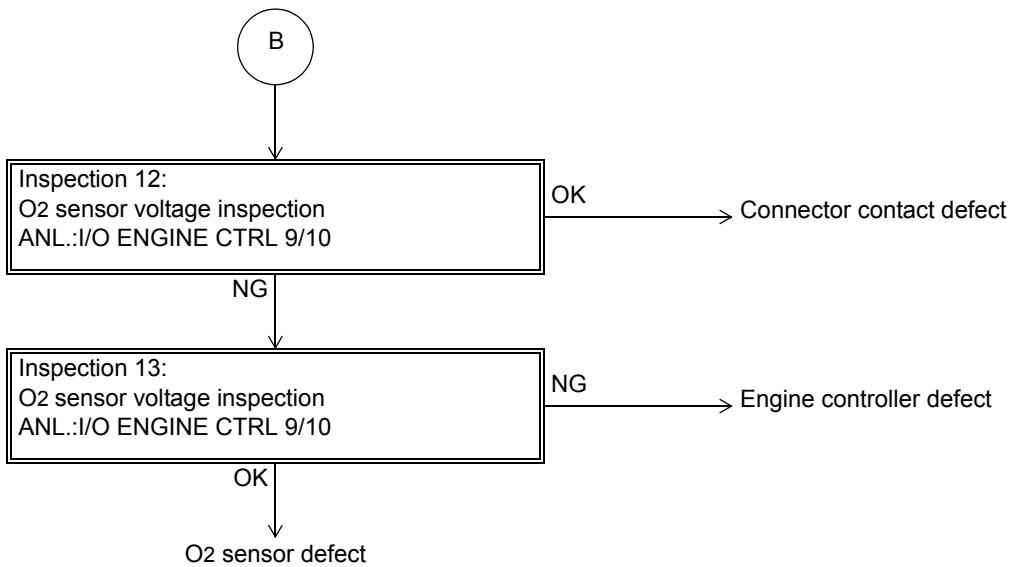 B
Inspection 12:
O2 sensor voltage inspection
ANL.:I/O ENGINE CTRL 9/10
OK
Connector contact defect
NG
Inspection 13:
O2 sensor voltage inspection
ANL.:I/O ENGINE CTRL 9/10
NG
Engine controller defect
OK
O2 sensor defect